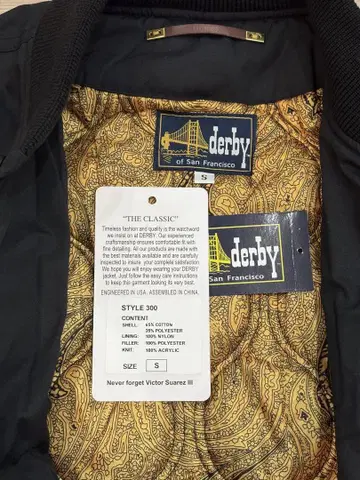 derby
of San Francisco
S
"THE CLASSIC"
Timeless fashion and quality is the watchword
we insist on at DERBY. Our experienced
craftsmanship ensures comfortable fit with
fine detailing. All our products are made with
the best materials available and are carefully
inspected to insure your complete satisfaction.
We hope you will enjoy wearing your DERBY
jacket. Just follow the easy care instructions
to keep this garment looking its very best.
ENGINEERED IN USA. ASSEMBLED IN CHINA.
STYLE 300
CONTENT
SHELL: 65% COTTON
35% POLYESTER
LINING: 100% NYLON
FILLER: 100% POLYESTER
KNIT: 100% ACRYLIC
SIZE S
Never forget Victor Suarez III
derby
San Francisco